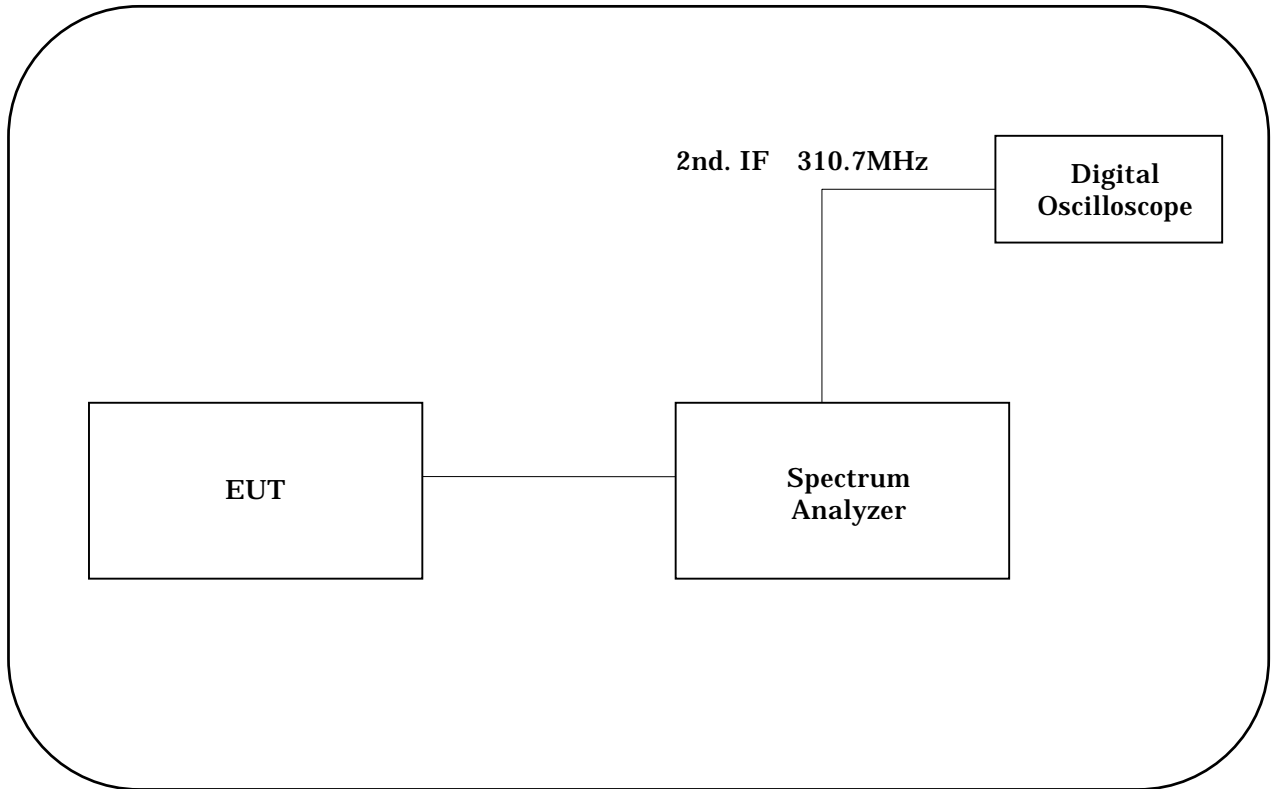 2nd. IF 310.7MHz
Digital
Oscilloscope
EUT
Spectrum
Analyzer